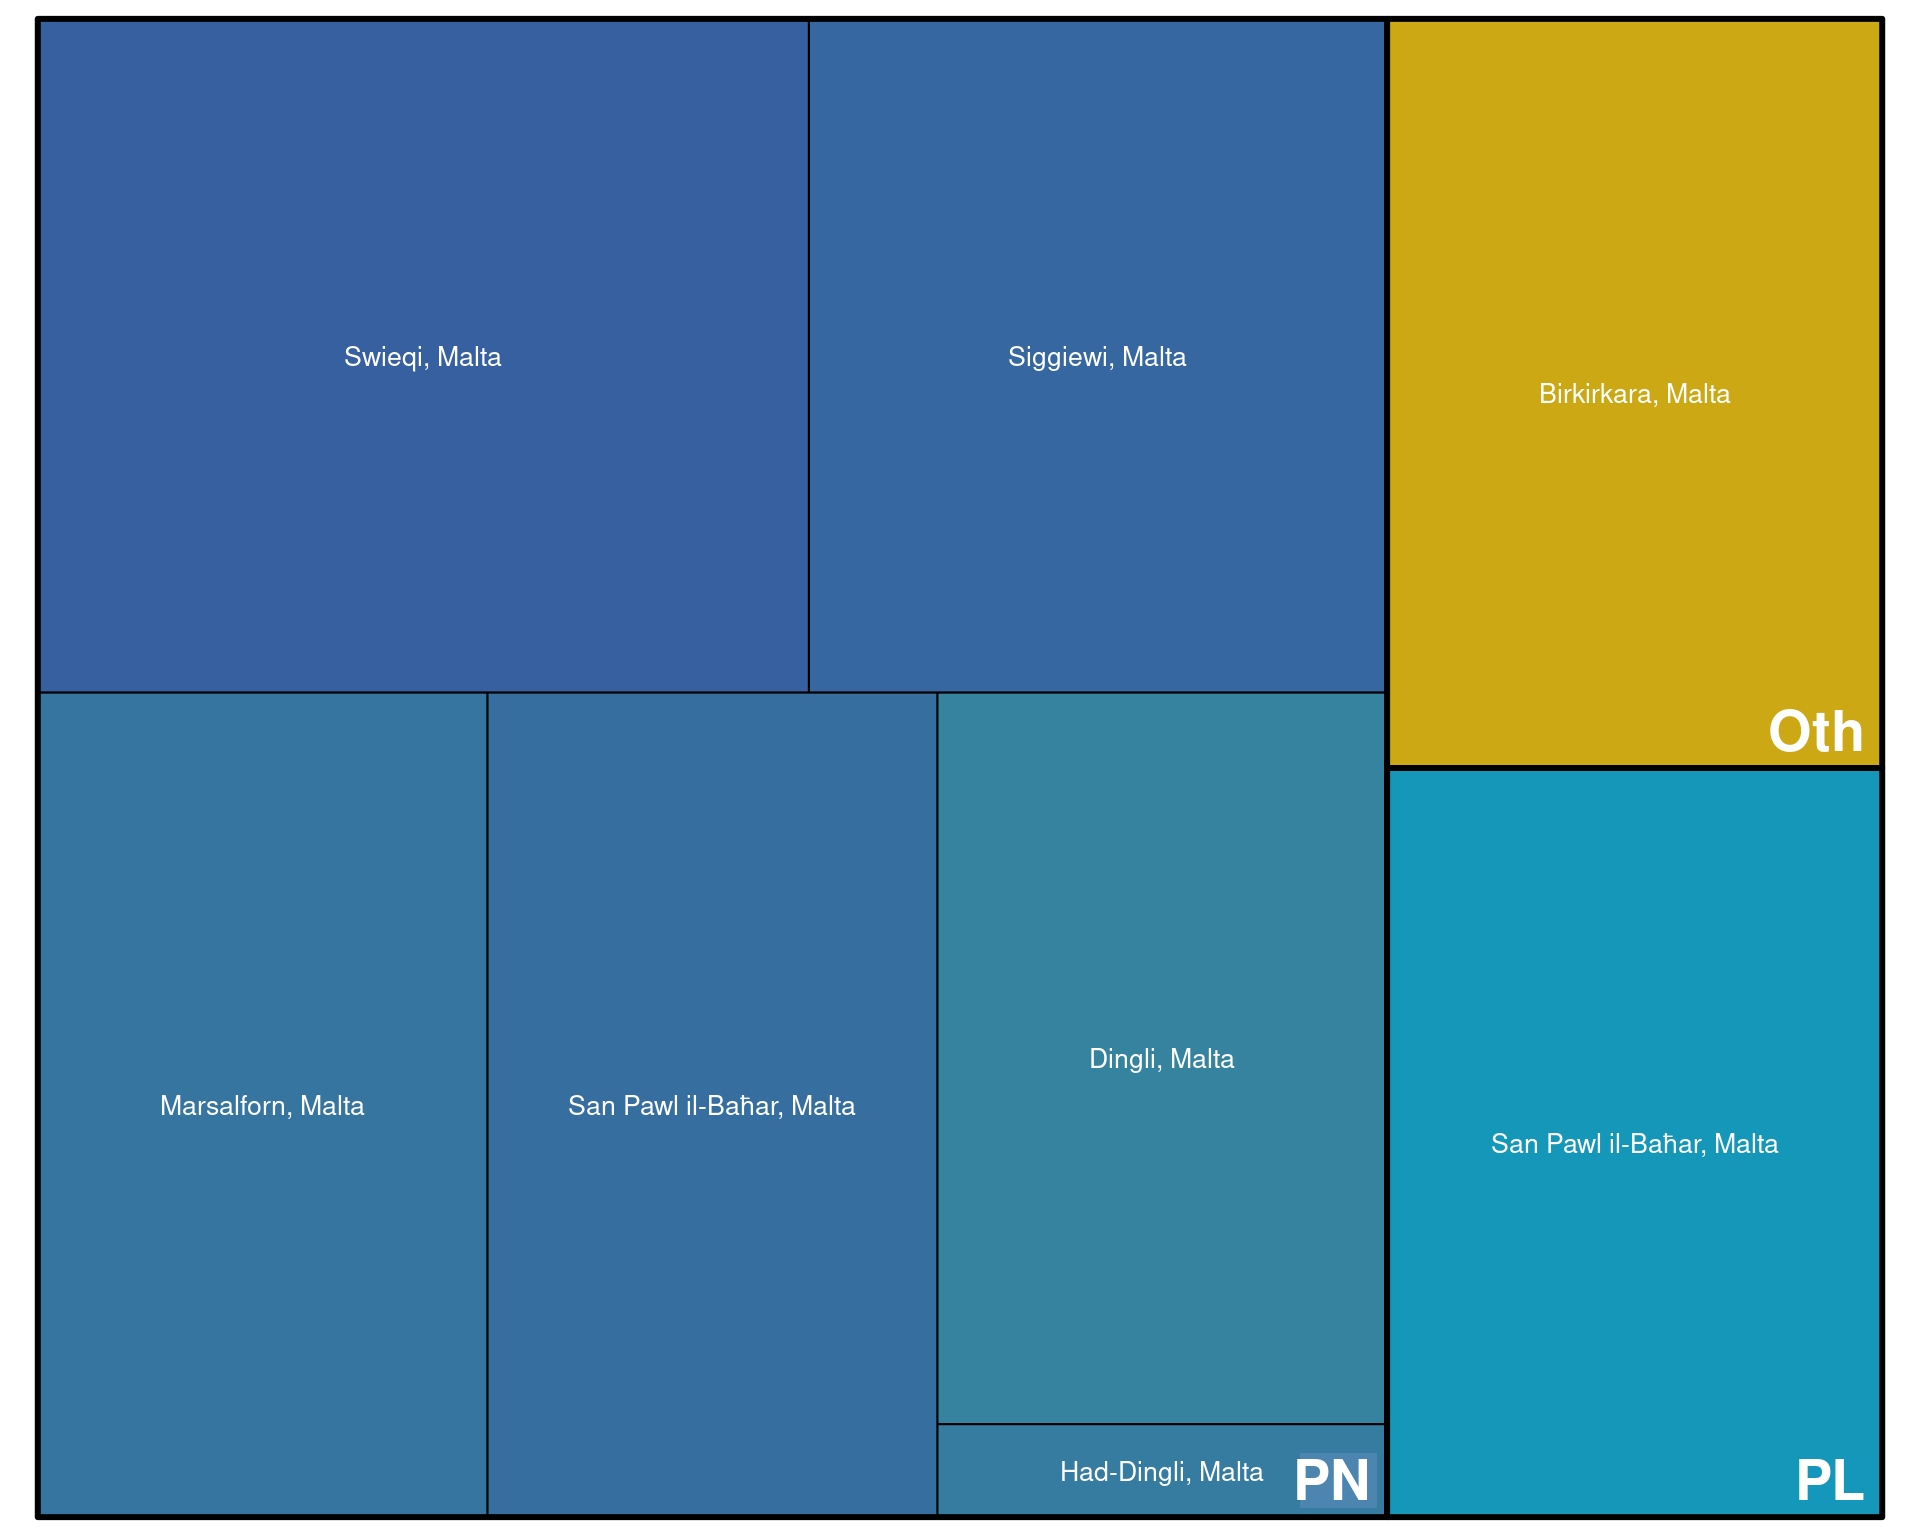 Swieqi, Malta
Siggiewi, Malta
Birkirkara, Malta
Oth
Marsalforn, Malta
San Pawl il-Baħar, Malta
Dingli, Malta
San Pawl il-Baħar, Malta
Had-Dingli, Malta
PN
PL